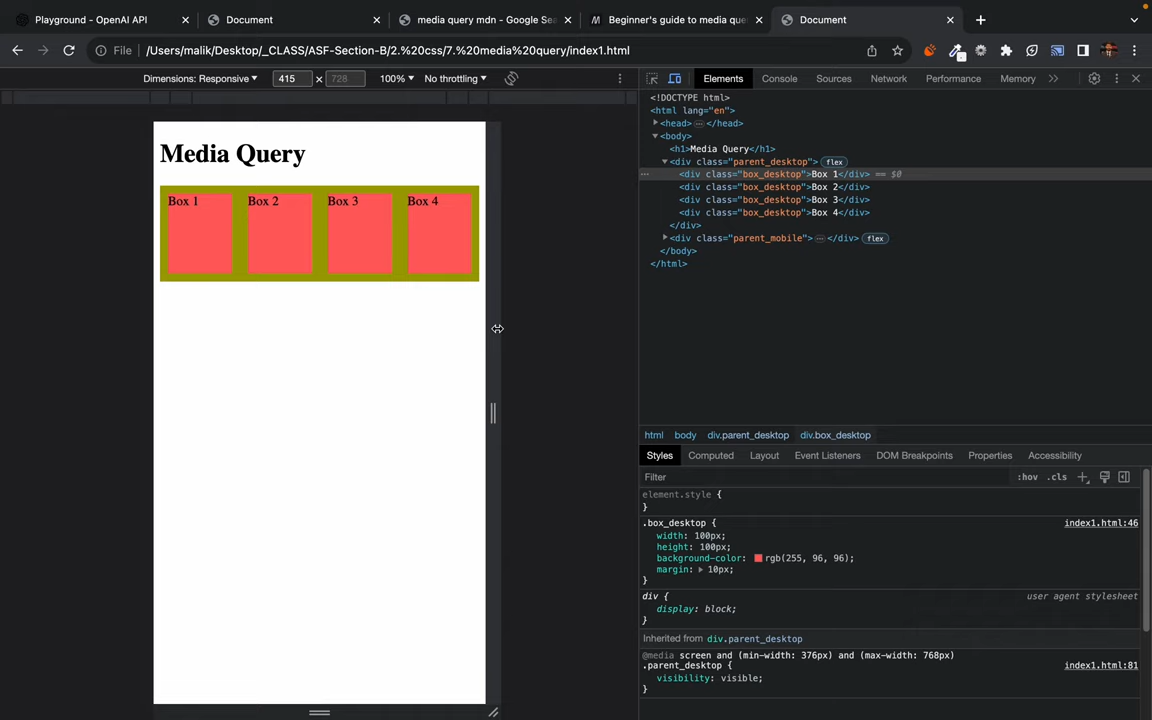 Playground - OpenAI API
Document
media query mdn - Google Sea
Beginner's guide to media que
Document
File
/Users/malik/Desktop/_CLASS/ASF-Section-B/2.%20css/7.%20media%20query/index1.html
Dimensions: Responsive 415 × 728 100% No throttling
Elements Console Sources Network Performance Memory
Media Query
Box 1 Box 2 Box 3 Box 4
<!DOCTYPE html>
<html lang="en">
<head> … </head>
<body>
<h1>Media Query</h1>
<div class="parent_desktop"> flex
<div class="box_desktop">Box 1</div> == $0
<div class="box_desktop">Box 2</div>
<div class="box_desktop">Box 3</div>
<div class="box_desktop">Box 4</div>
</div>
<div class="parent_mobile"> … </div> flex
</body>
</html>
html body div.parent_desktop div.box_desktop
Styles Computed Layout Event Listeners DOM Breakpoints Properties Accessibility
Filter :hov .cls
element.style {
}
.box_desktop { index1.html:46
width: 100px;
height: 100px;
background-color: rgb(255, 96, 96);
margin: 10px;
}
div { user agent stylesheet
display: block;
}
Inherited from div.parent_desktop
@media screen and (min-width: 376px) and (max-width: 768px)
.parent_desktop { index1.html:81
visibility: visible;
}